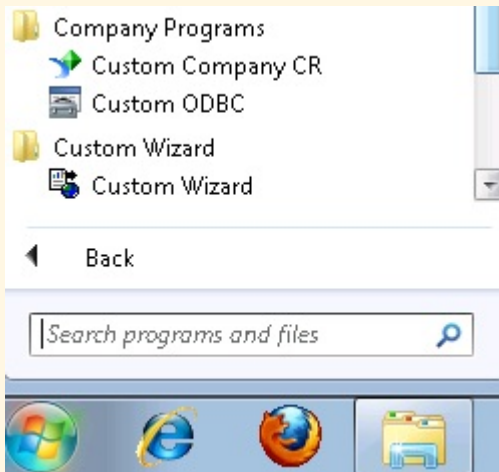 Company Programs
Custom Company CR
Custom ODBC
Custom Wizard
Custom Wizard
Back
Search programs and files